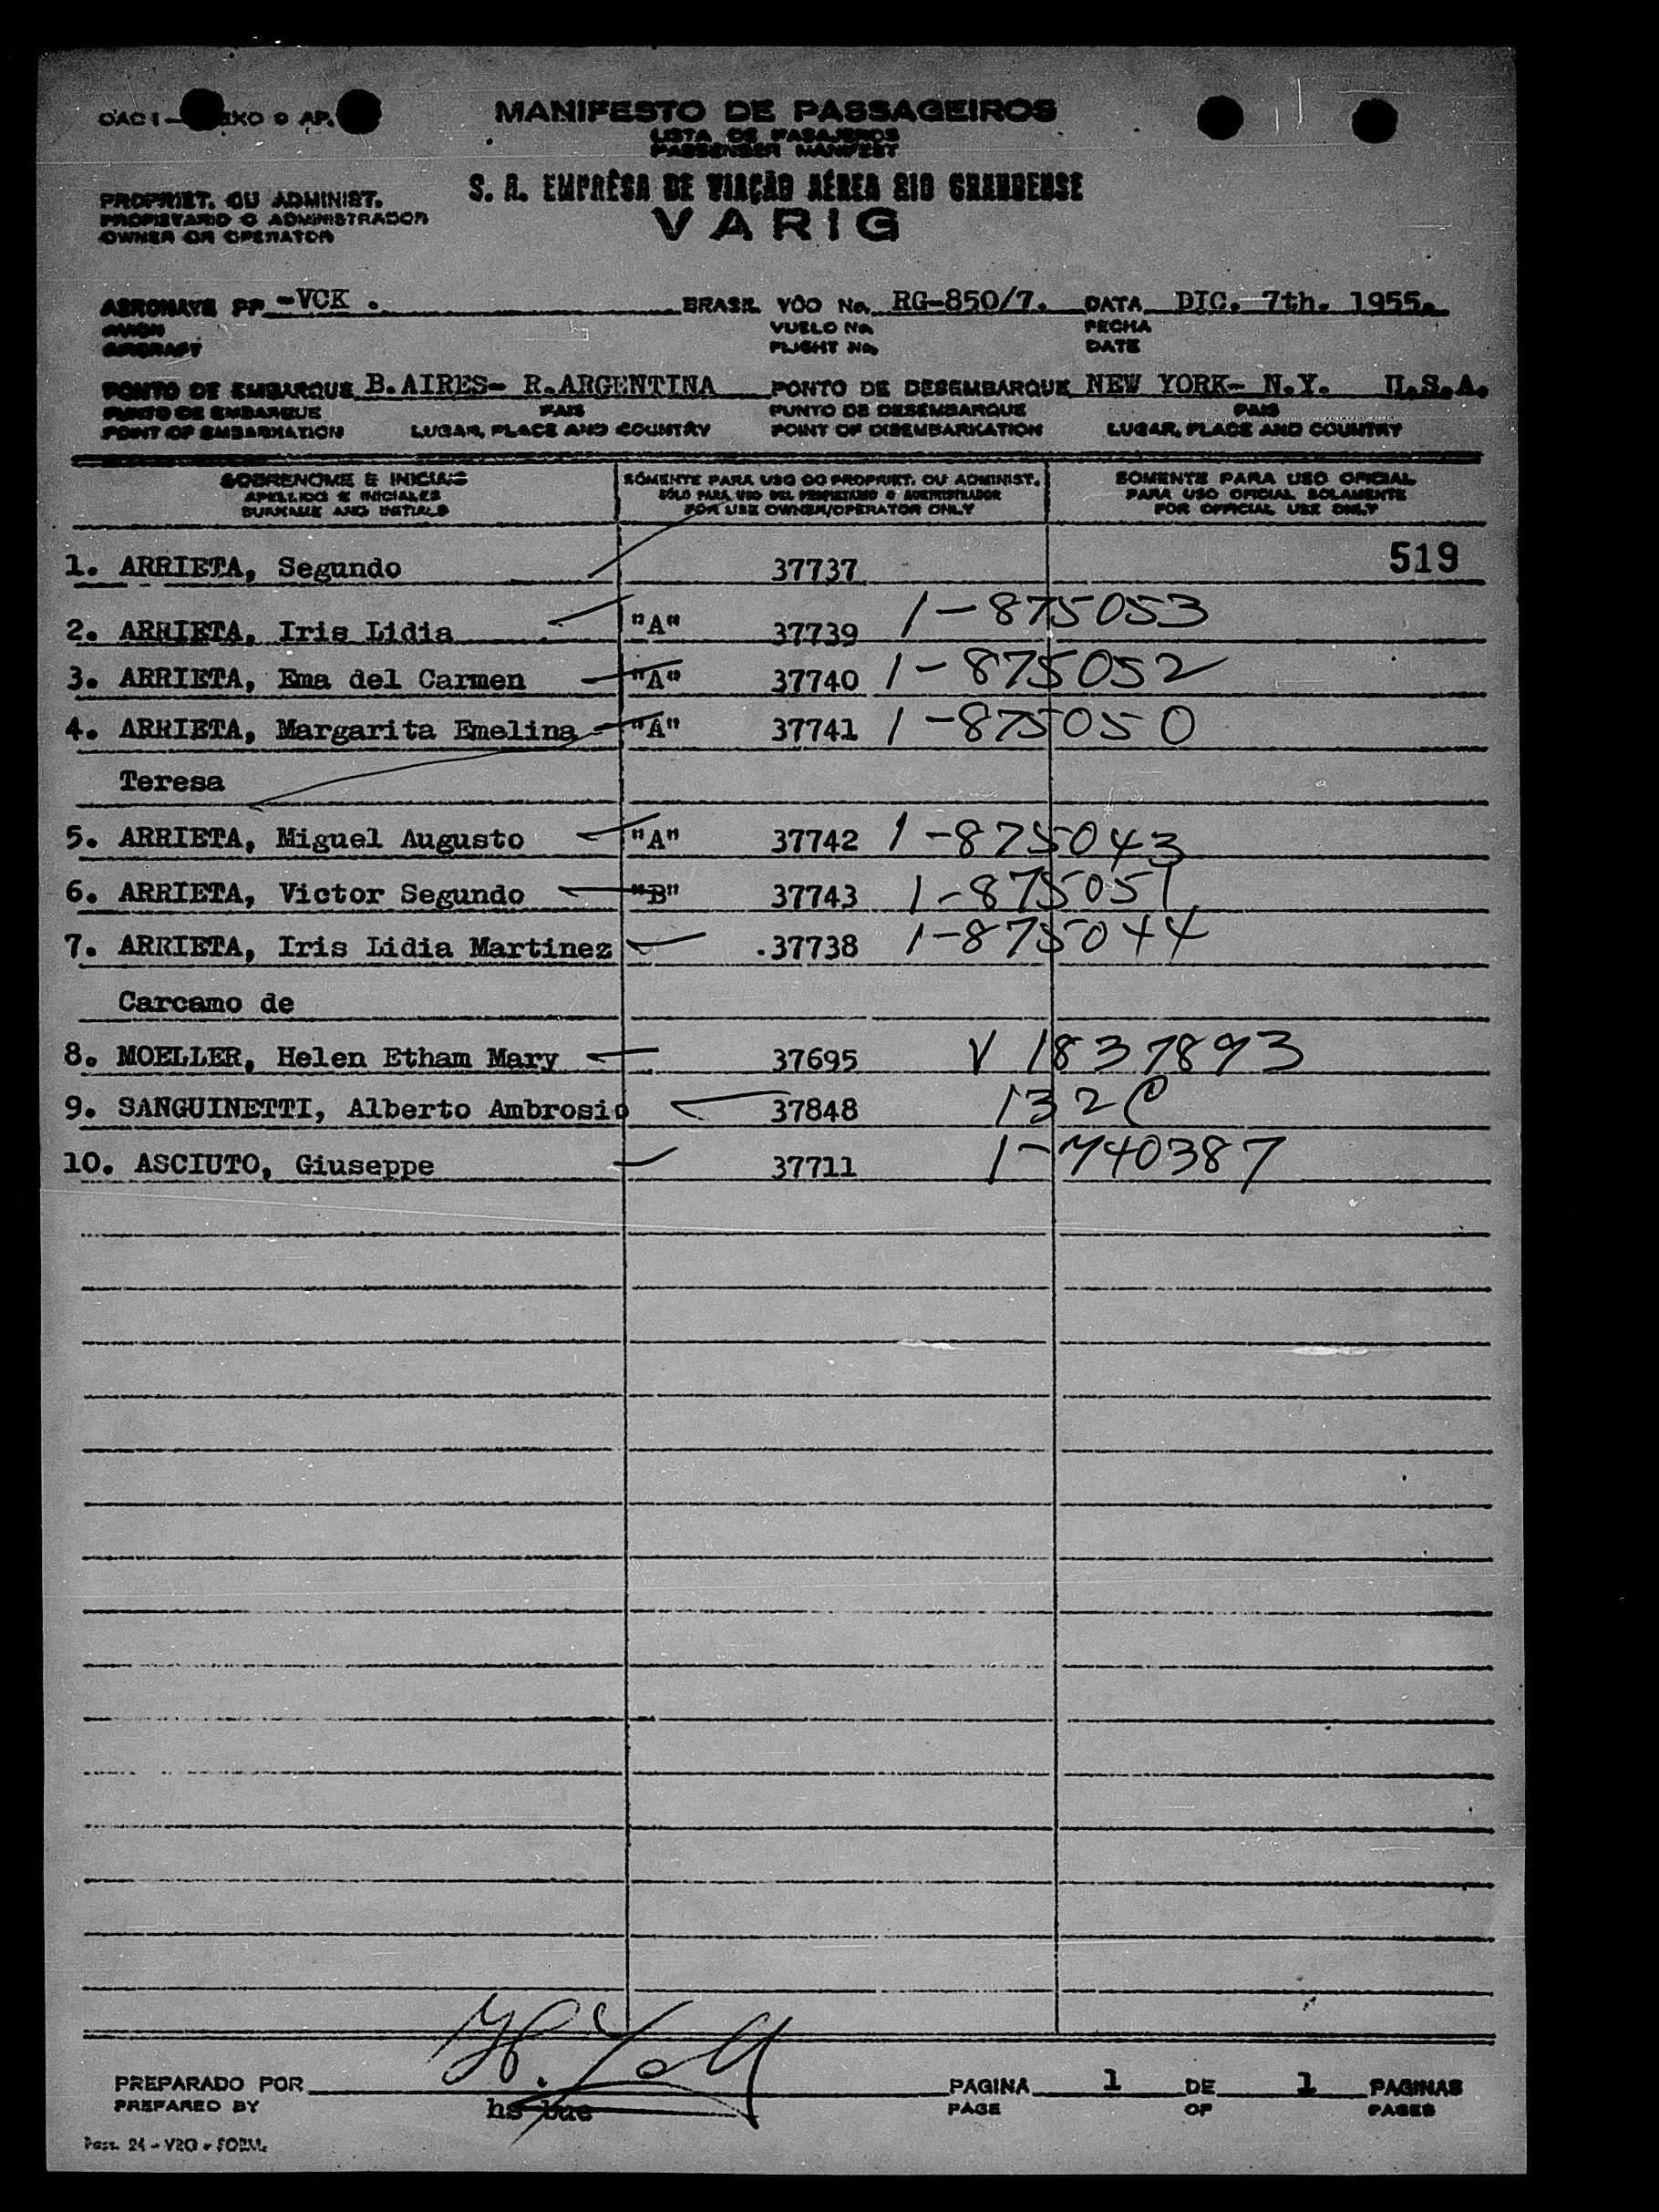 MANIFESTO DE PASSAGEIROS
LISTA DE PASAJEROS
PASSENGER MANIFEST
S. A. EMPRÊSA DE VIAÇÃO AÉREA RIO GRANDENSE
VARIG
PROPRIET. OU ADMINIST.
PROPIETARIO O ADMINISTRADOR
OWNER OR OPERATOR
AERONAVE PP -VCK . BRASIL VÔO No. RG-850/7. DATA DIC. 7th. 1955.
AVION VUELO No. FECHA
AIRCRAFT FLIGHT No. DATE
PONTO DE EMBARQUE B.AIRES- R.ARGENTINA PONTO DE DESEMBARQUE NEW YORK- N.Y. U.S.A.
PUNTO DE EMBARQUE PAIS PUNTO DE DESEMBARQUE PAIS
POINT OF EMBARKATION LUGAR, PLACE AND COUNTRY POINT OF DISEMBARKATION LUGAR, PLACE AND COUNTRY
SOBRENOME E INICIAIS SÓMENTE PARA USO DO PROPRIET. OU ADMINIST. SOMENTE PARA USO OFICIAL
APELLIDO E INICIALES SÓLO PARA USO DEL PROPIETARIO O ADMINISTRADOR PARA USO OFICIAL SOLAMENTE
SURNAME AND INITIALS FOR USE OWNER/OPERATOR ONLY FOR OFFICIAL USE ONLY
1. ARRIETA, Segundo 37737 519
2. ARRIETA, Iris Lidia "A" 37739 1-875053
3. ARRIETA, Ema del Carmen "A" 37740 1-875052
4. ARRIETA, Margarita Emelina "A" 37741 1-875050
Teresa
5. ARRIETA, Miguel Augusto "A" 37742 1-875043
6. ARRIETA, Victor Segundo "B" 37743 1-875051
7. ARRIETA, Iris Lidia Martinez .37738 1-875044
Carcamo de
8. MOELLER, Helen Etham Mary 37695 V 1837893
9. SANGUINETTI, Alberto Ambrosio 37848 132
10. ASCIUTO, Giuseppe 37711 1-740387
PREPARADO POR PAGINA 1 DE 1 PAGINAS
PREPARED BY hs bue PAGE OF PAGES